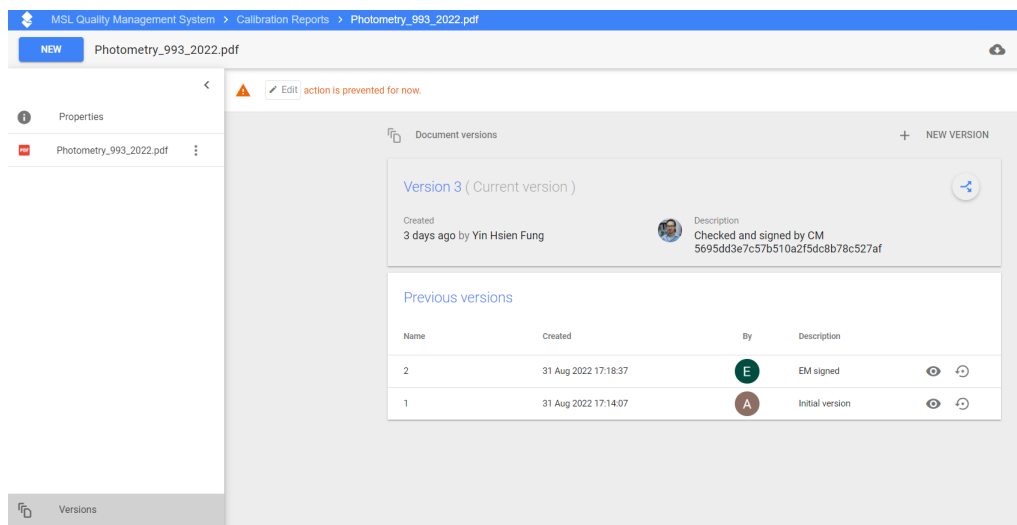 MSL Quality Management System > Calibration Reports > Photometry_993_2022.pdf
NEW Photometry_993_2022.pdf
Edit action is prevented for now.
Properties
PDF Photometry_993_2022.pdf
Document versions
+ NEW VERSION
Version 3 ( Current version )
Created
3 days ago by Yin Hsien Fung
Description
Checked and signed by CM
5695dd3e7c57b510a2f5dc8b78c527af
Previous versions
Name Created By Description
2 31 Aug 2022 17:18:37 E EM signed
1 31 Aug 2022 17:14:07 A Initial version
Versions